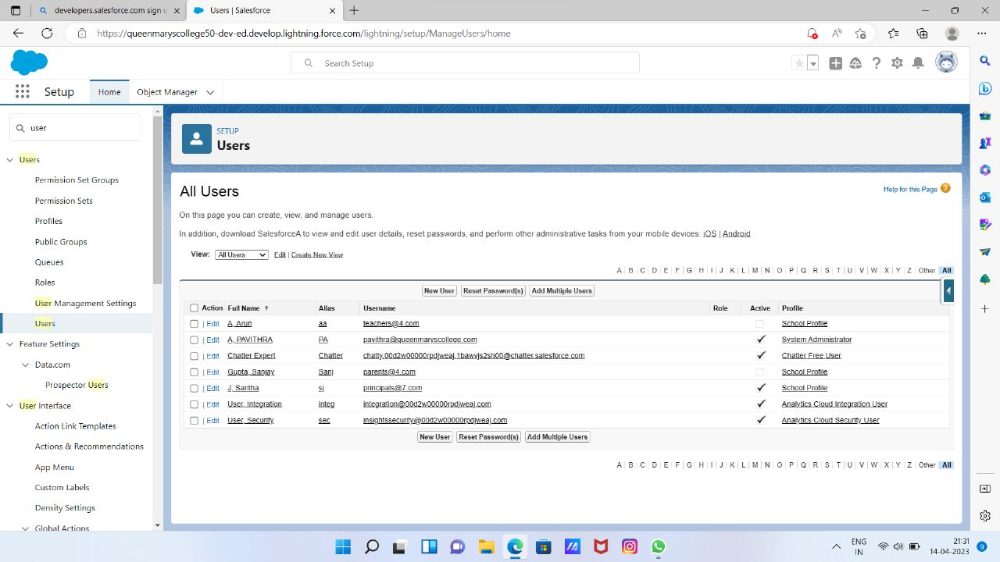 developers.salesforce.com sign u
Users | Salesforce
https://queenmaryscollege50-dev-ed.develop.lightning.force.com/lightning/setup/ManageUsers/home
Search Setup
Setup
Home
Object Manager
user
Users
Permission Set Groups
Permission Sets
Profiles
Public Groups
Queues
Roles
User Management Settings
Users
Feature Settings
Data.com
Prospector Users
User Interface
Action Link Templates
Actions & Recommendations
App Menu
Custom Labels
Density Settings
Global Actions
SETUP
Users
All Users
Help for this Page
On this page you can create, view, and manage users.
In addition, download SalesforceA to view and edit user details, reset passwords, and perform other administrative tasks from your mobile devices: iOS | Android
View: All Users Edit | Create New View
A | B | C | D | E | F | G | H | I | J | K | L | M | N | O | P | Q | R | S | T | U | V | W | X | Y | Z | Other | All
New User Reset Password(s) Add Multiple Users
Action Full Name ↑ Alias Username Role Active Profile
| Edit A, Arun aa teachers@4.com School Profile
| Edit A, PAVITHRA PA pavithra@queenmaryscollege.com System Administrator
| Edit Chatter Expert Chatter chatty.00d2w00000rpdjweaj.1bawvjs2sh00@chatter.salesforce.com Chatter Free User
| Edit Gupta, Sanjay Sanj parents@4.com School Profile
| Edit J, Saritha sj principals@7.com School Profile
| Edit User, Integration integ integration@00d2w00000rpdjweaj.com Analytics Cloud Integration User
| Edit User, Security sec insightssecurity@00d2w00000rpdjweaj.com Analytics Cloud Security User
New User Reset Password(s) Add Multiple Users
A | B | C | D | E | F | G | H | I | J | K | L | M | N | O | P | Q | R | S | T | U | V | W | X | Y | Z | Other | All
ENG
IN
21:31
14-04-2023
9